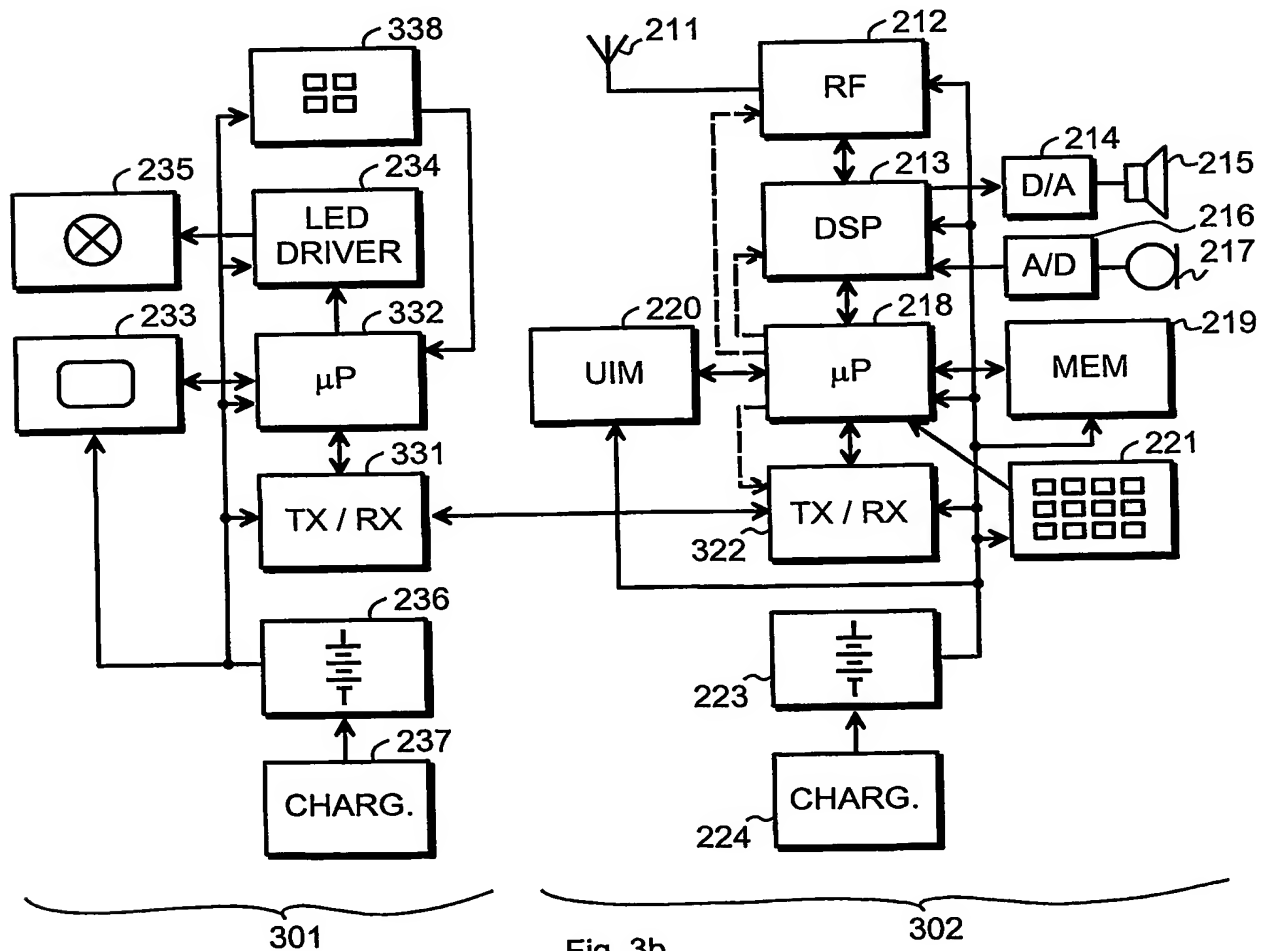 338
235
234
LED
DRIVER
233
332
μP
331
TX / RX
236
237
CHARG.
301
211
212
RF
213
DSP
214
D/A
215
216
A/D
217
220
UIM
218
μP
219
MEM
221
322
TX / RX
223
224
CHARG.
302
Fig. 3b